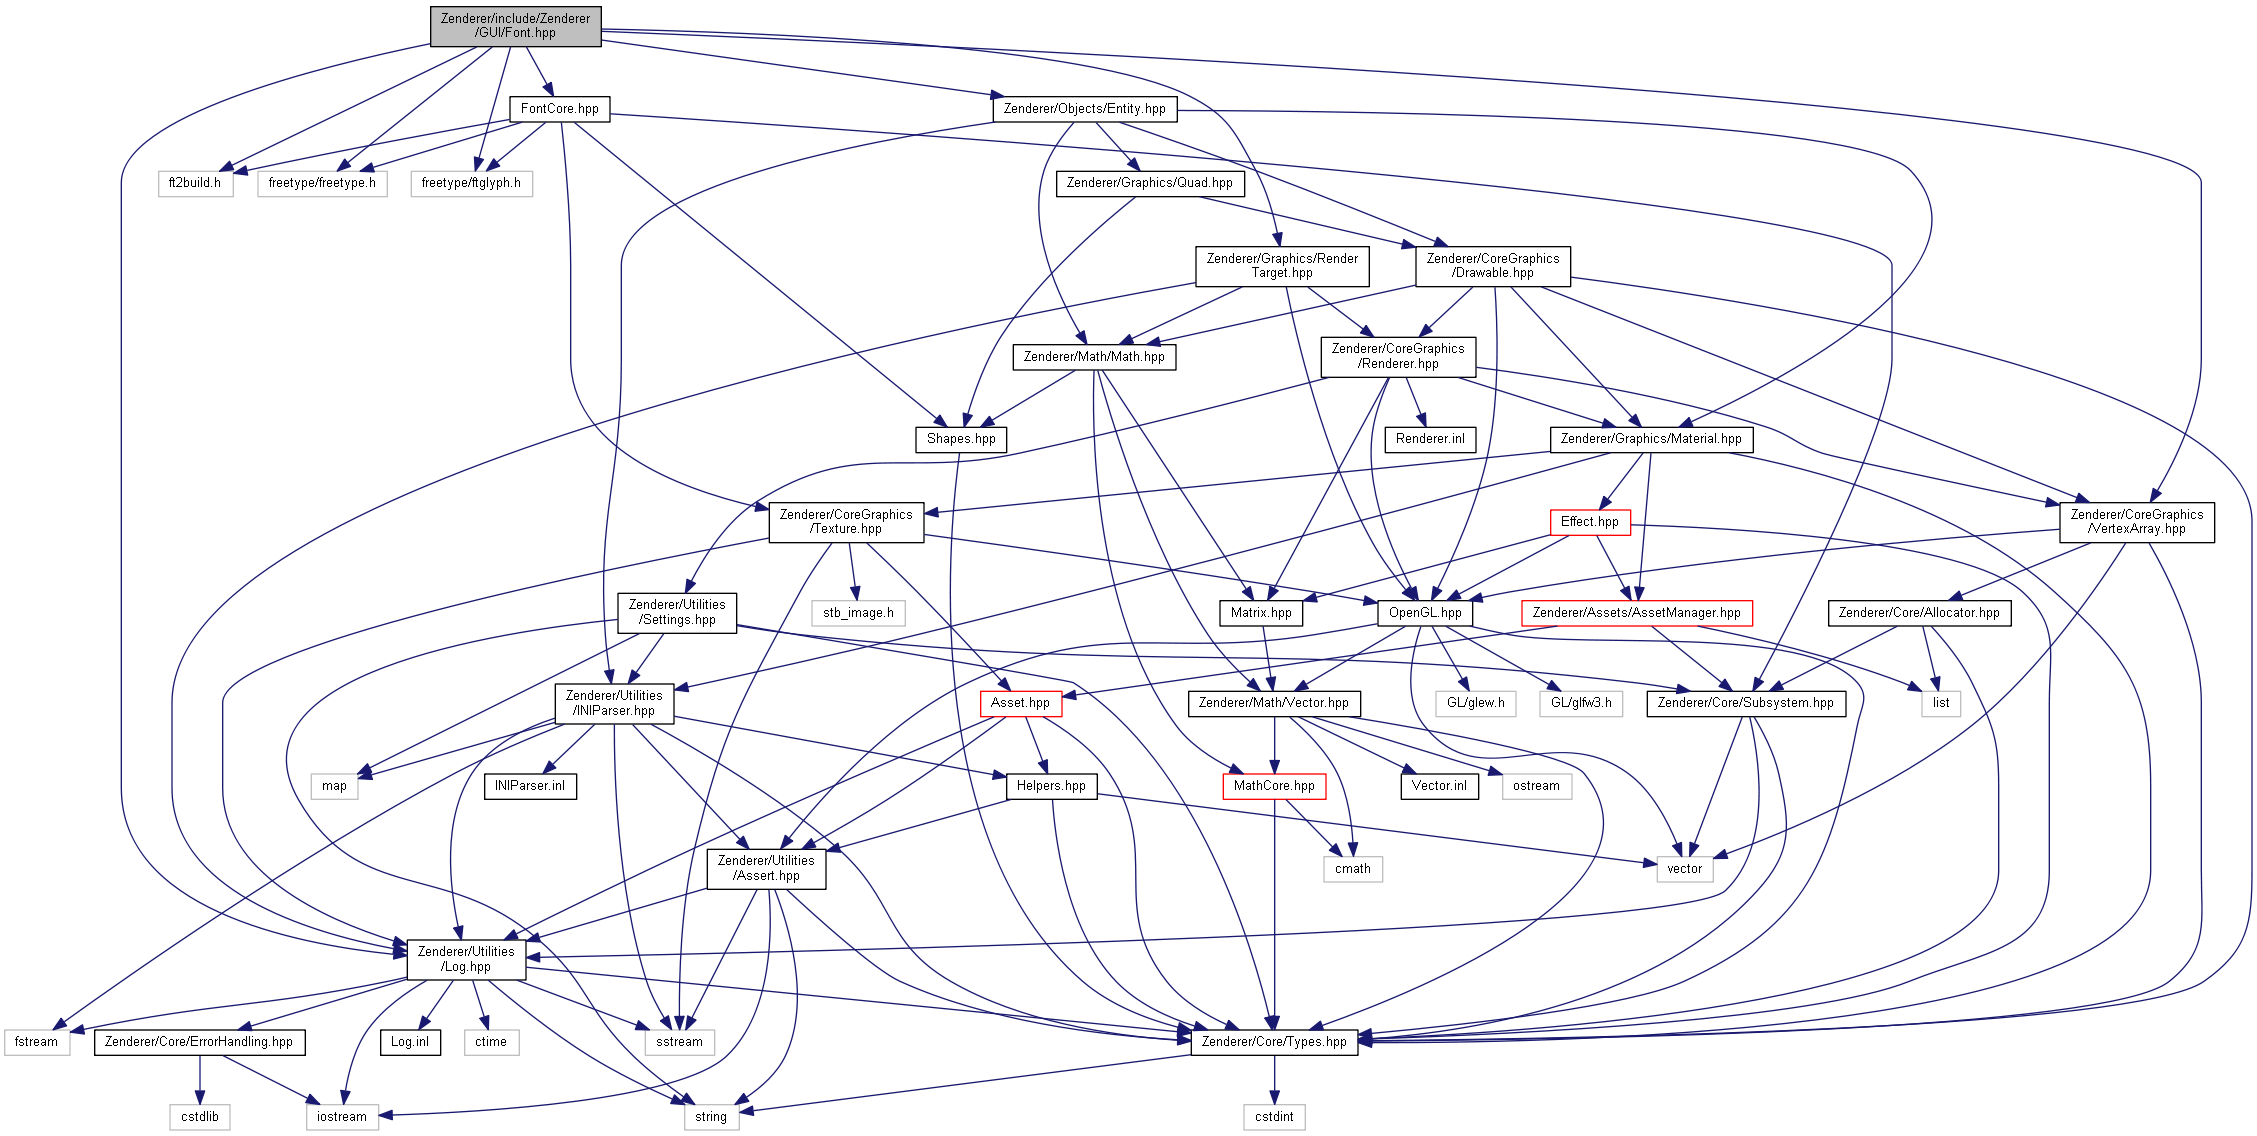 Zenderer/include/Zenderer
/GUI/Font.hpp
FontCore.hpp
Zenderer/Objects/Entity.hpp
ft2build.h
freetype/freetype.h
freetype/ftglyph.h
Zenderer/Graphics/Quad.hpp
Zenderer/Graphics/Render
Target.hpp
Zenderer/CoreGraphics
/Drawable.hpp
Zenderer/Math/Math.hpp
Zenderer/CoreGraphics
/Renderer.hpp
Shapes.hpp
Renderer.inl
Zenderer/Graphics/Material.hpp
Zenderer/CoreGraphics
/Texture.hpp
Effect.hpp
Zenderer/CoreGraphics
/VertexArray.hpp
Zenderer/Utilities
/Settings.hpp
stb_image.h
Matrix.hpp
OpenGL.hpp
Zenderer/Assets/AssetManager.hpp
Zenderer/Core/Allocator.hpp
Zenderer/Utilities
/INIParser.hpp
Asset.hpp
Zenderer/Math/Vector.hpp
GL/glew.h
GL/glfw3.h
Zenderer/Core/Subsystem.hpp
list
map
INIParser.inl
Helpers.hpp
MathCore.hpp
Vector.inl
ostream
Zenderer/Utilities
/Assert.hpp
cmath
vector
Zenderer/Utilities
/Log.hpp
fstream
Zenderer/Core/ErrorHandling.hpp
Log.inl
ctime
sstream
Zenderer/Core/Types.hpp
cstdlib
iostream
string
cstdint